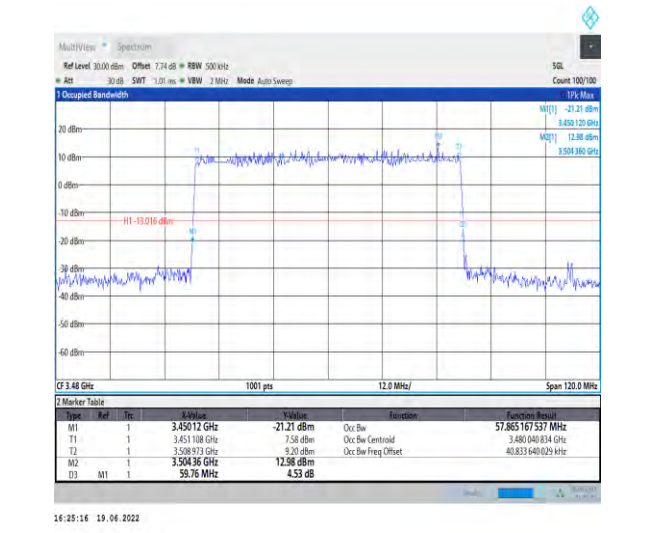 MultiView Spectrum
Ref Level 30.00 dBm Offset 7.74 dB RBW 500 kHz SGL
Att 30 dB SWT 1.01 ms VBW 2 MHz Mode Auto Sweep Count 100/100
1 Occupied Bandwidth 1Pk Max
M1[1] -21.21 dBm
3.450 120 GHz
20 dBm M2[1] 12.98 dBm
3.504 360 GHz
M2
T1 T2
10 dBm
0 dBm
-10 dBm
H1 -13.016 dBm
D3
M1
-20 dBm
-30 dBm
-40 dBm
-50 dBm
-60 dBm
CF 3.48 GHz 1001 pts 12.0 MHz/ Span 120.0 MHz
2 Marker Table
Type Ref Trc X-Value Y-Value Function Function Result
M1 1 3.45012 GHz -21.21 dBm Occ Bw 57.865 167 537 MHz
T1 1 3.451 108 GHz 7.58 dBm Occ Bw Centroid 3.480 040 834 GHz
T2 1 3.508 973 GHz 9.20 dBm Occ Bw Freq Offset 40.833 640 029 kHz
M2 1 3.504 36 GHz 12.98 dBm
D3 M1 1 59.76 MHz 4.53 dB
16:25:16 19.06.2022